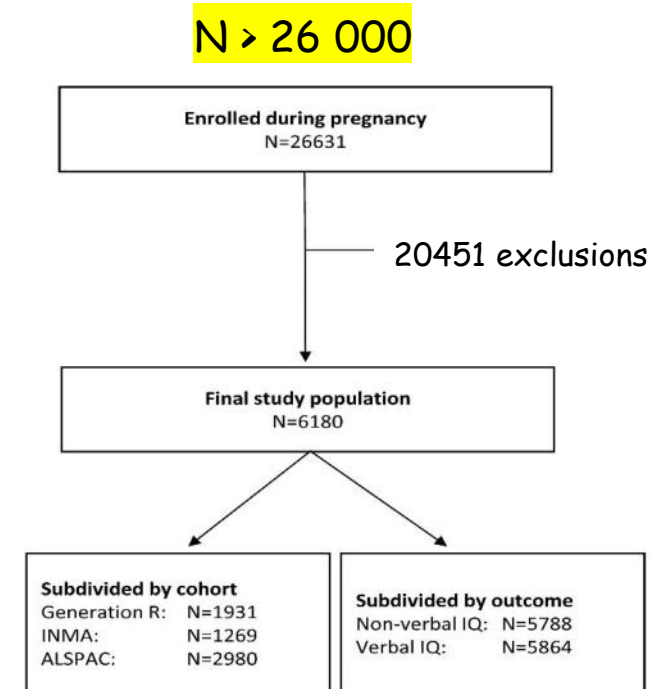 N > 26 000
Enrolled during pregnancy
N=26631
20451 exclusions
Final study population
N=6180
Subdivided by cohort
Generation R: N=1931
INMA: N=1269
ALSPAC: N=2980
Subdivided by outcome
Non-verbal IQ: N=5788
Verbal IQ: N=5864